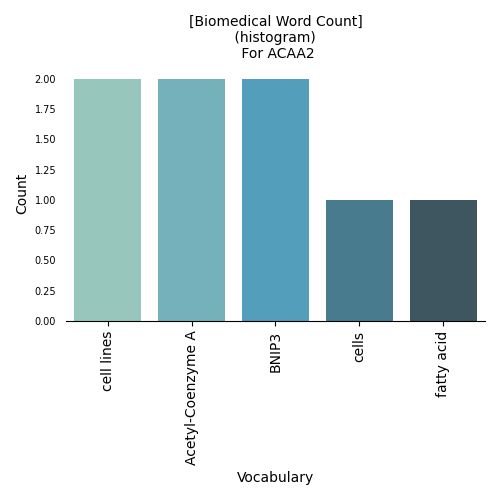 [Biomedical Word Count]
(histogram)
For ACAA2
Count
2.00
1.75
1.50
1.25
1.00
0.75
0.50
0.25
0.00
cell lines
Acetyl-Coenzyme A
BNIP3
cells
fatty acid
Vocabulary